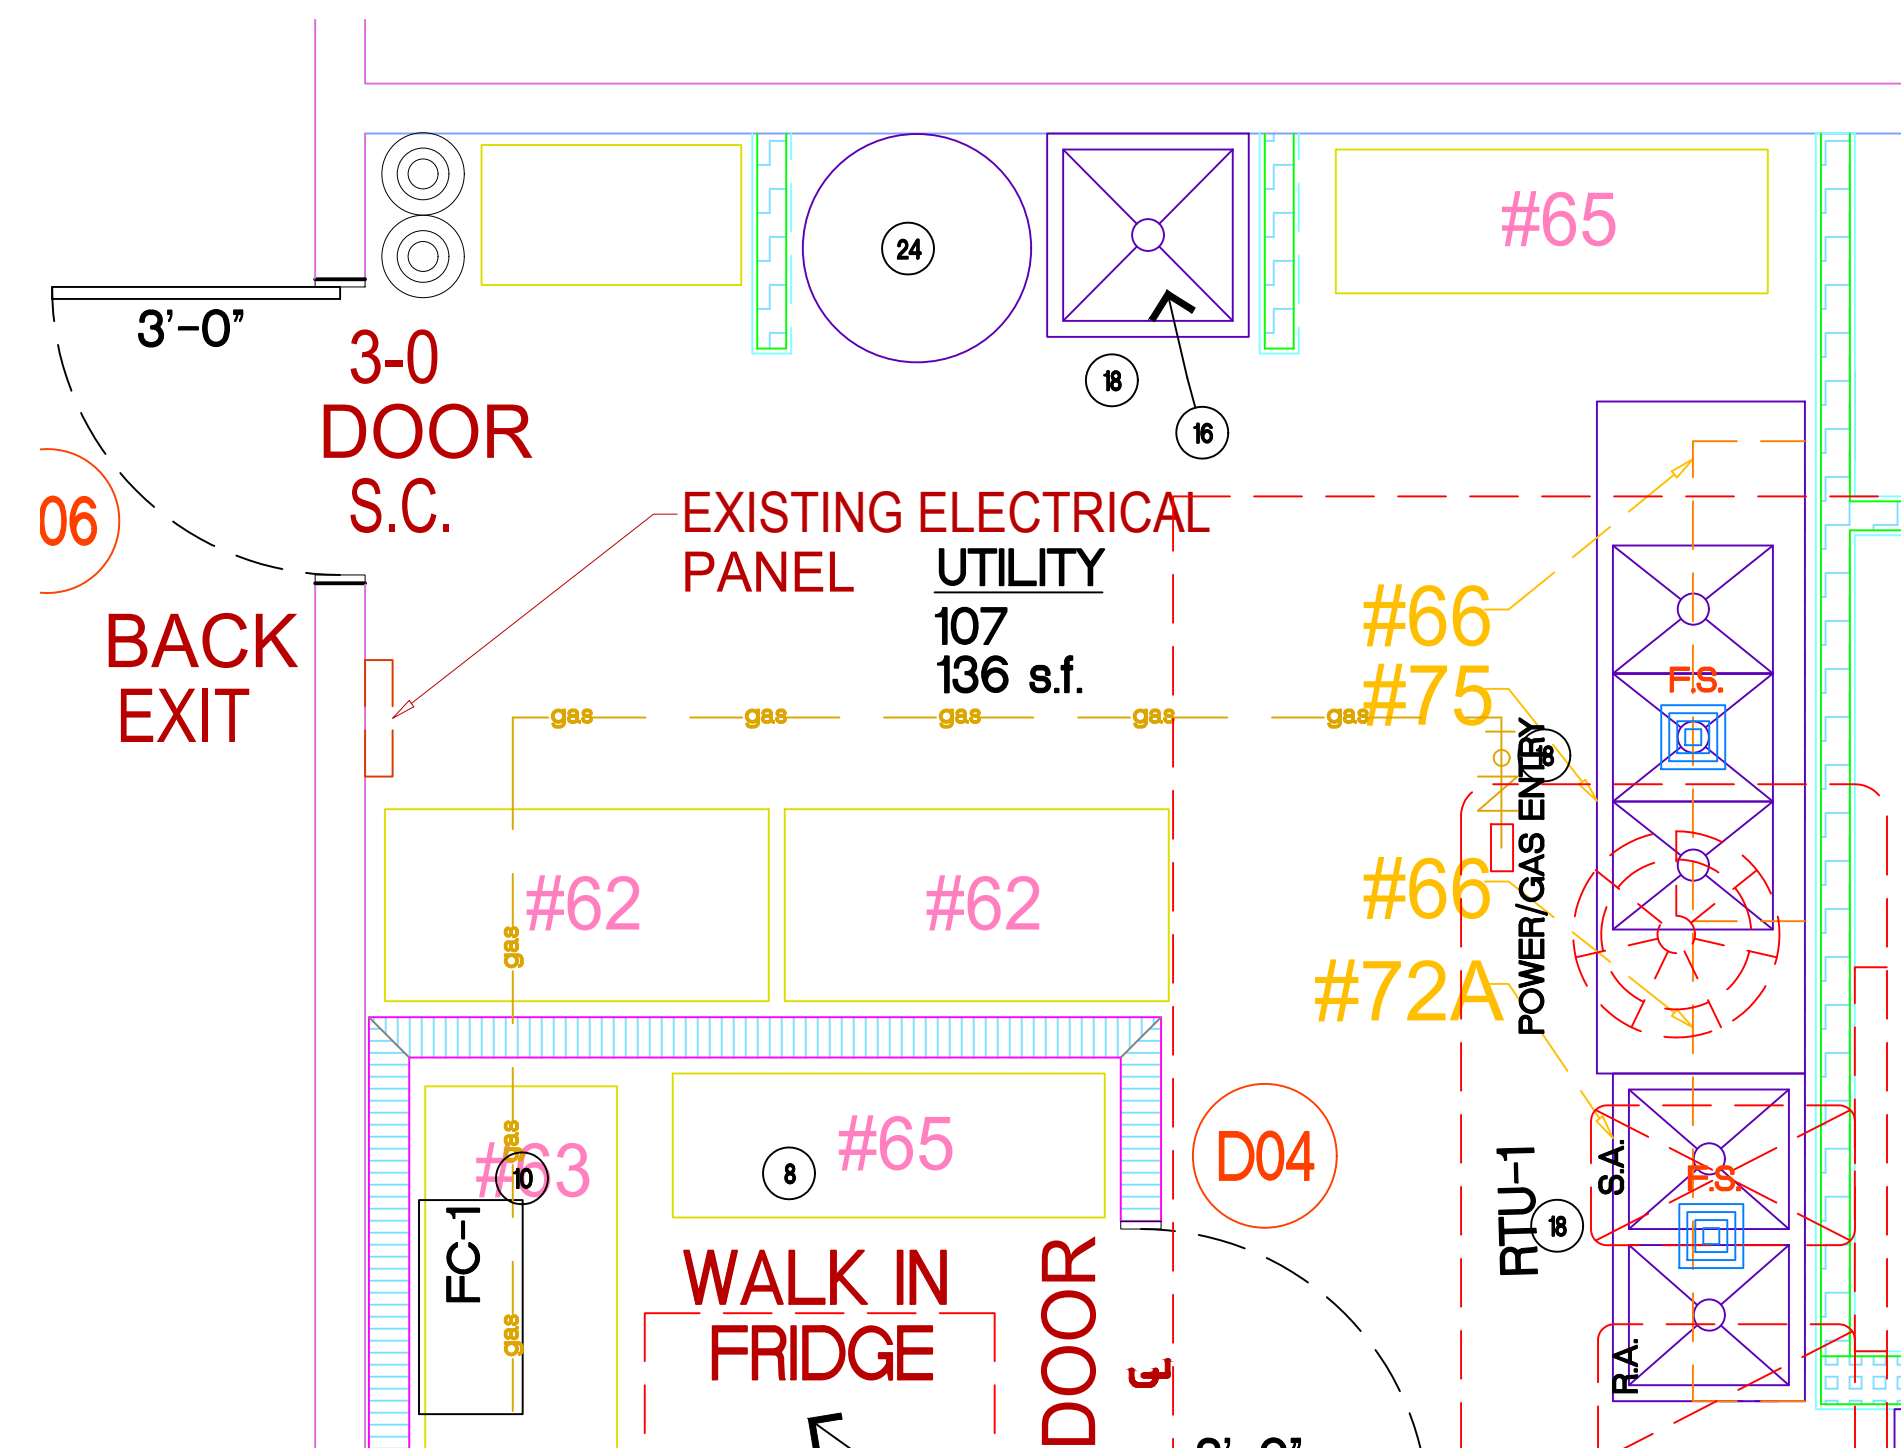 #65
24
3'-0"
3-0
DOOR
S.C.
18
16
06
EXISTING ELECTRICAL
PANEL
UTILITY
107
136 s.f.
BACK
EXIT
#66
#75
F.S.
gas
gas
gas
gas
gas
18
POWER/GAS ENTRY
#62
#62
#66
gas
#72A
#63
gas
10
8
#65
D04
RTU-1
18
S.A.
F.S.
FC-1
gas
WALK IN
FRIDGE
DOOR
R.A.